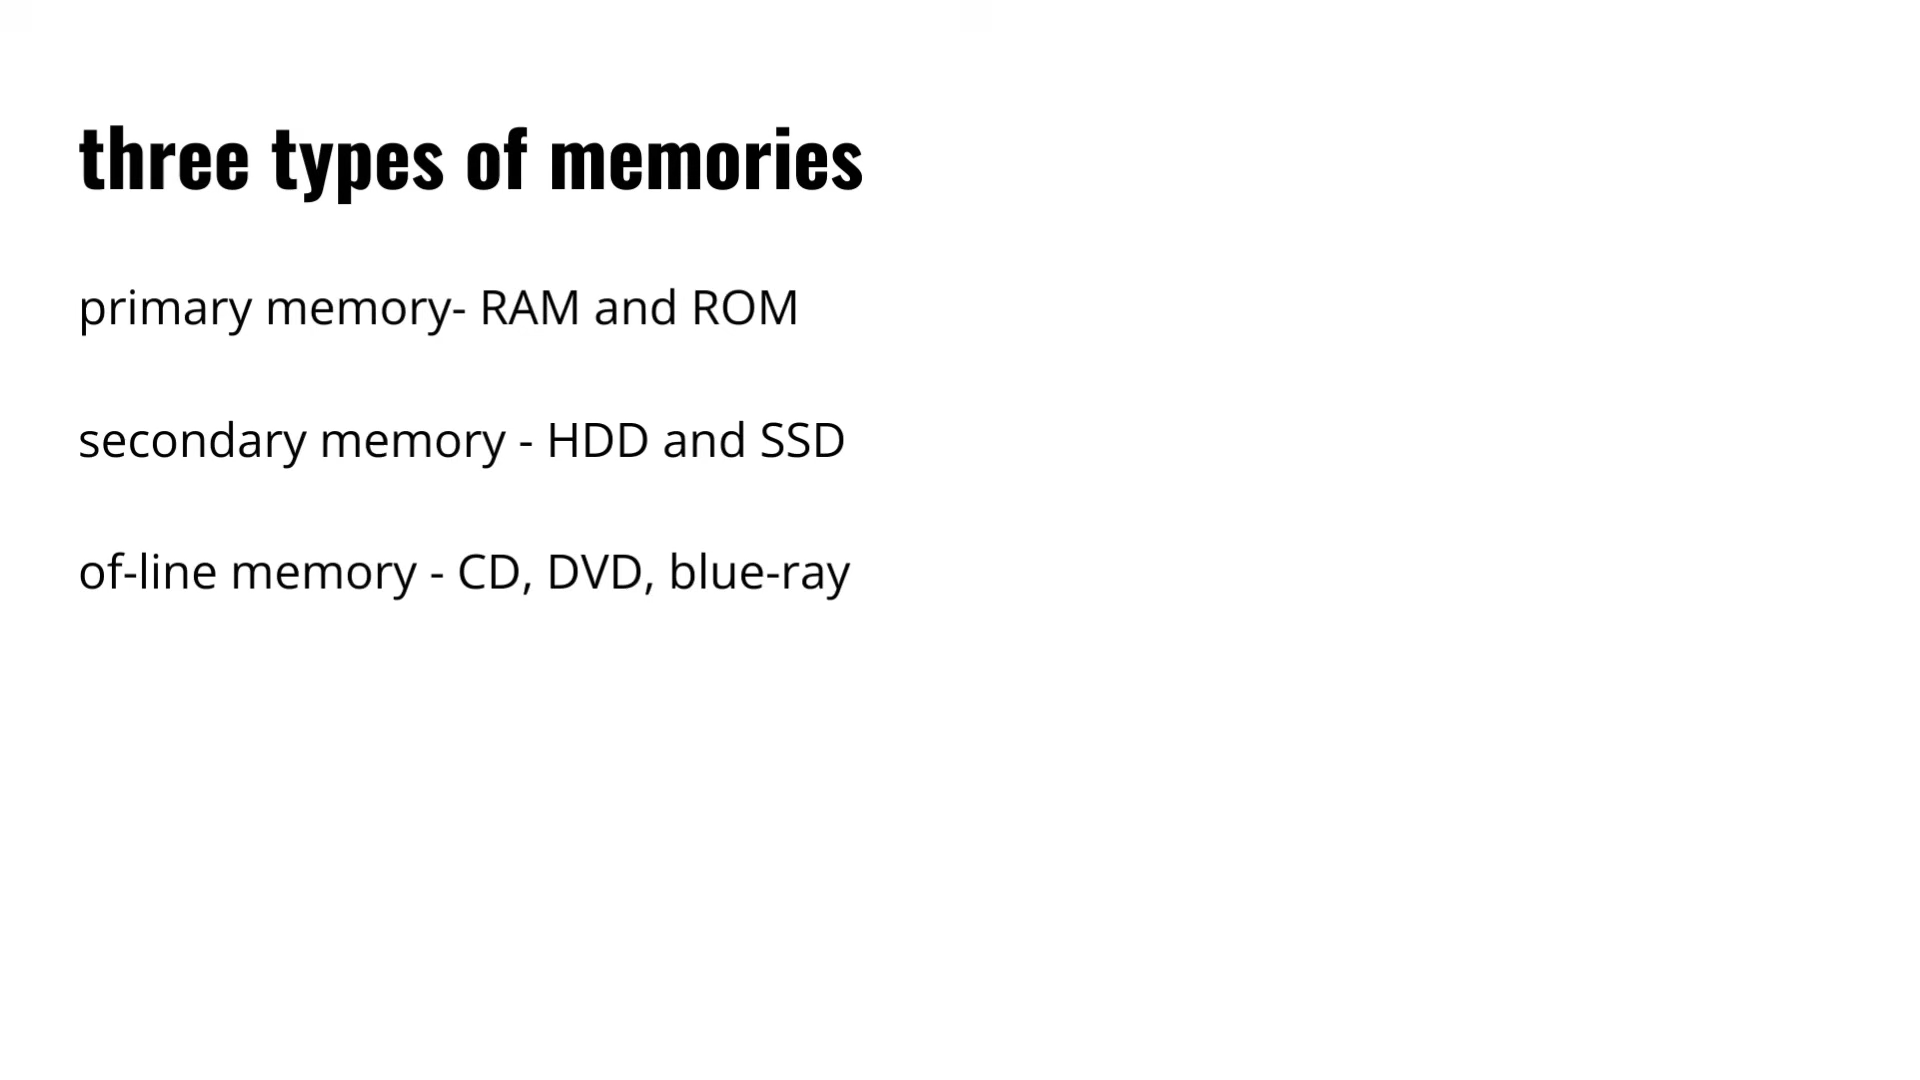 three types of memories
primary memory- RAM and ROM
secondary memory - HDD and SSD
of-line memory - CD, DVD, blue-ray